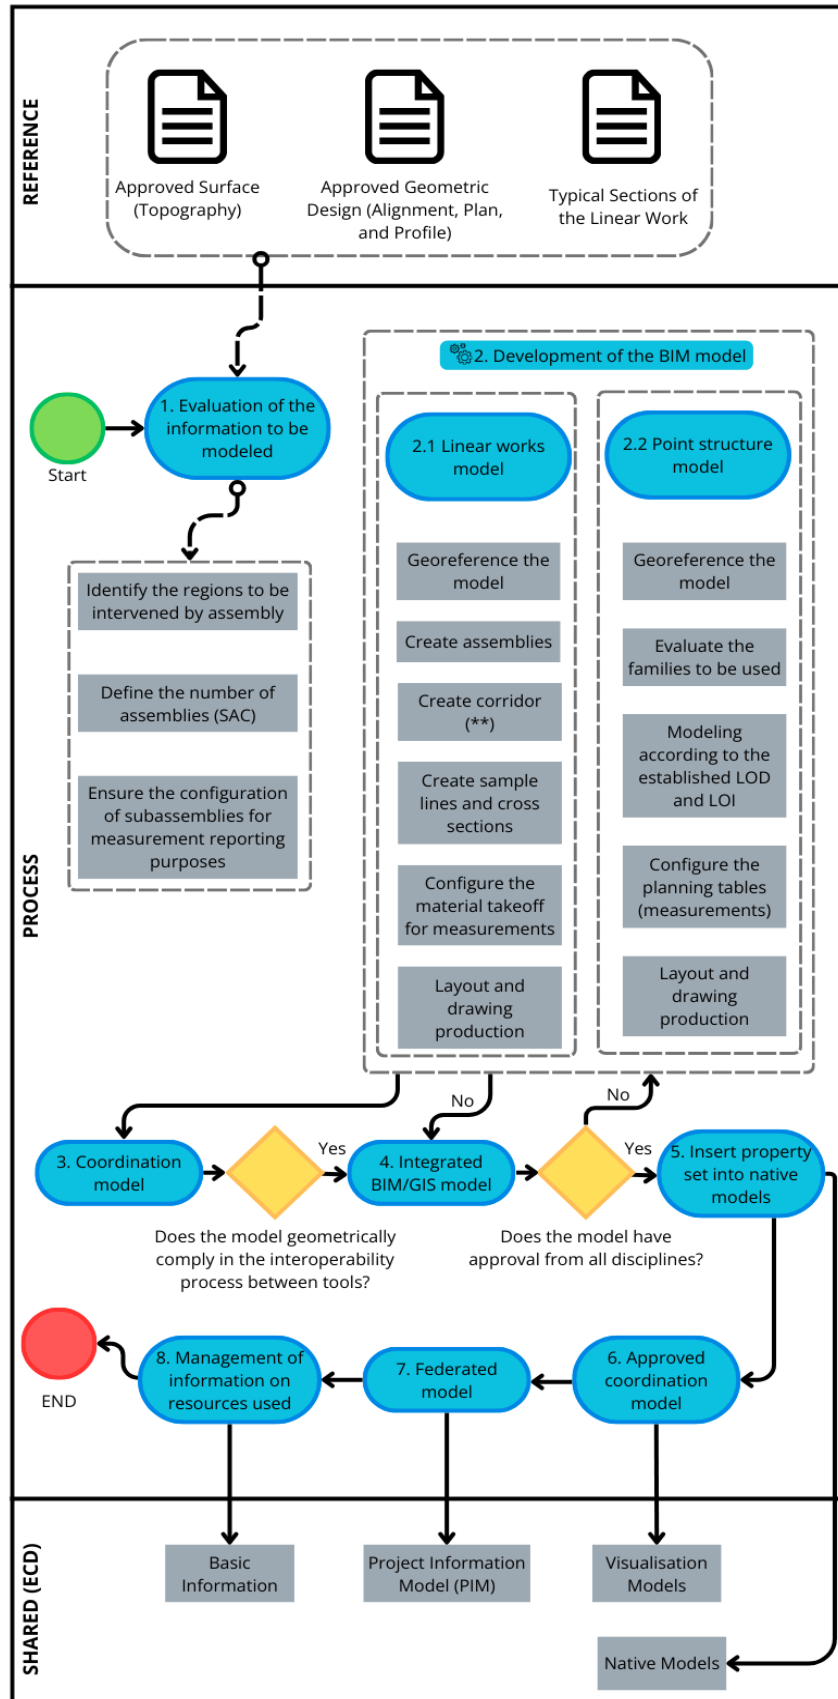 REFERENCE
Approved Surface
(Topography)
Approved Geometric
Design (Alignment, Plan,
and Profile)
Typical Sections of
the Linear Work
PROCESS
Start
1. Evaluation of the
information to be
modeled
Identify the regions to be
intervened by assembly
Define the number of
assemblies (SAC)
Ensure the configuration
of subassemblies for
measurement reporting
purposes
2. Development of the BIM model
2.1 Linear works
model
Georeference the
model
Create assemblies
Create corridor
(**)
Create sample
lines and cross
sections
Configure the
material takeoff
for measurements
Layout and
drawing
production
2.2 Point structure
model
Georeference the
model
Evaluate the
families to be used
Modeling
according to the
established LOD
and LOI
Configure the
planning tables
(measurements)
Layout and
drawing
production
No
No
3. Coordination
model
Yes
4. Integrated
BIM/GIS model
Yes
5. Insert property
set into native
models
Does the model geometrically
comply in the interoperability
process between tools?
Does the model have
approval from all disciplines?
END
8. Management of
information on
resources used
7. Federated
model
6. Approved
coordination
model
SHARED (ECD)
Basic
Information
Project Information
Model (PIM)
Visualisation
Models
Native Models